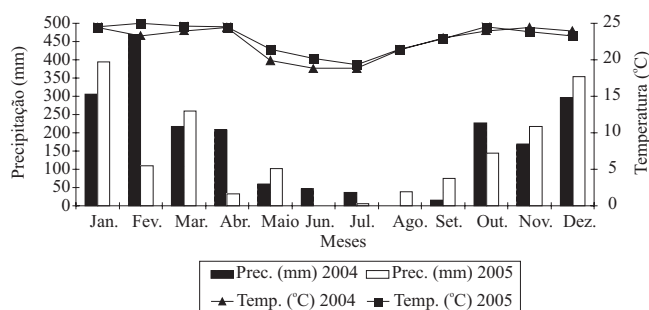 Precipitação (mm)
500
450
400
350
300
250
200
150
100
50
0
25
20
15
10
5
0
Temperatura (°C)
Jan. Fev. Mar. Abr. Maio Jun. Jul. Ago. Set. Out. Nov. Dez.
Meses
Prec. (mm) 2004 Prec. (mm) 2005
Temp. (°C) 2004 Temp. (°C) 2005